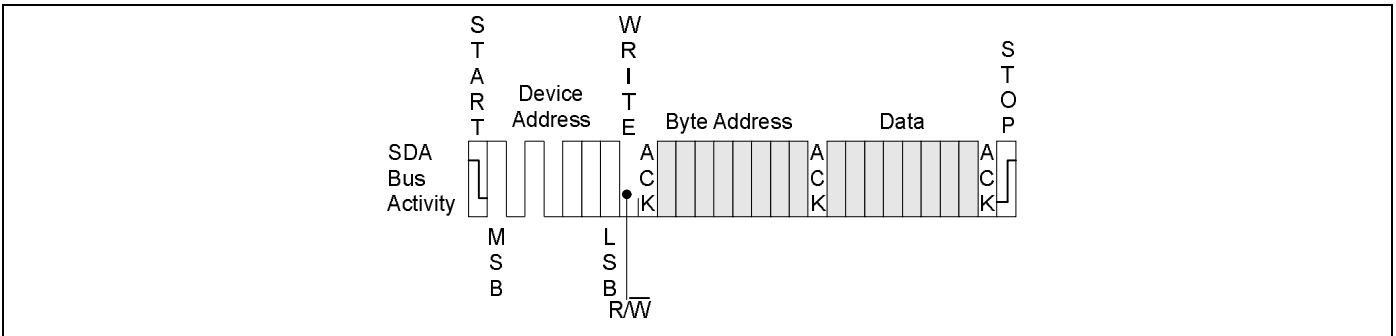 START
WRITE
STOP
Device
Address
Byte Address
Data
SDA
Bus
Activity
ACK
ACK
ACK
MSB
LSB
R/W̅